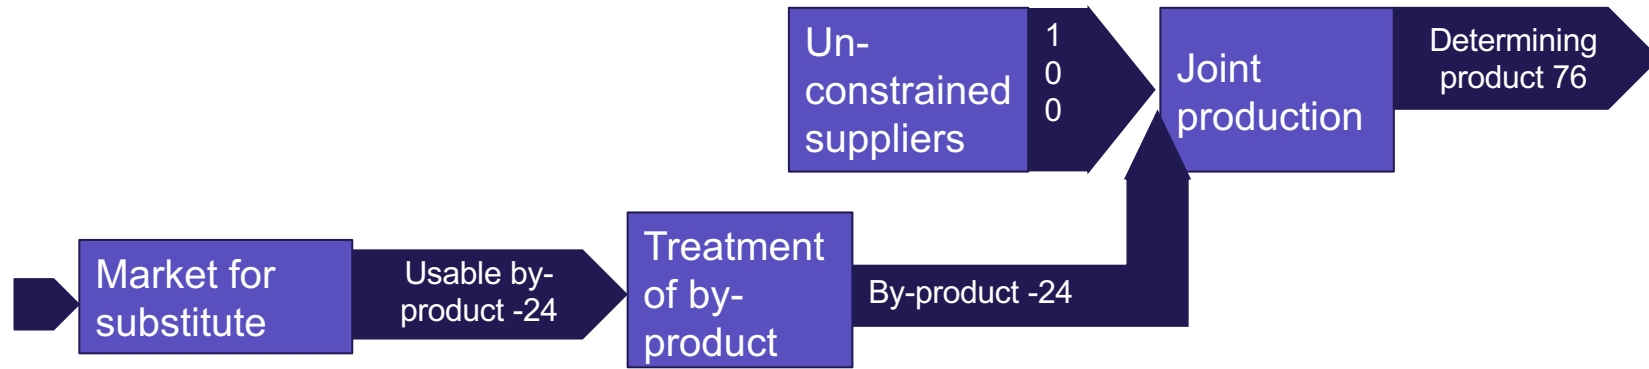 Un-
constrained
suppliers
1
0
0
Joint
production
Determining
product 76
Market for
substitute
Usable by-
product -24
Treatment
of by-
product
By-product -24